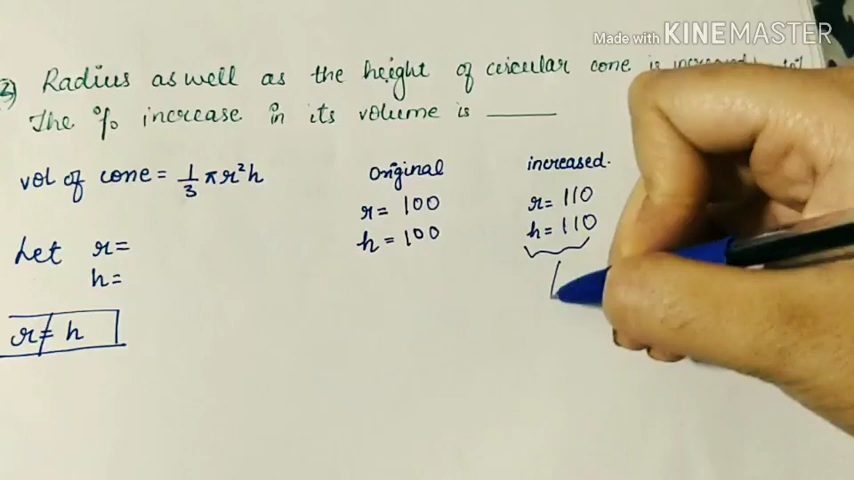 Made with KINEMASTER
2) Radius as well as the height of circular cone is increased
The % increase in its volume is ______
vol of cone = 1/3 πr²h
original
increased.
r = 100
r = 110
h = 100
h = 110
Let r =
h =
r ≠ h